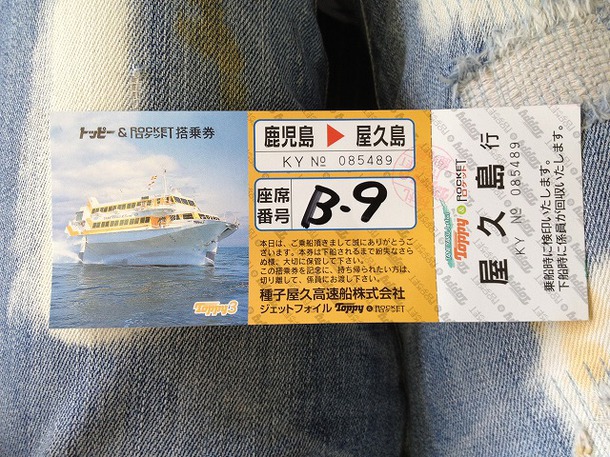 トッピー & ROCKET ロケット 搭乗券
Toppy3
鹿児島 ▶ 屋久島
KY № 085489
座席番号 B-9
本日は、ご乗船頂きまして誠にありがとうござ
います。本券は下船されるまで紛失なさらぬ様、
大切に保管して下さい。
この搭乗券を記念に、持ち帰られたい方は、
切り離して、係員にお渡し下さい。
種子屋久高速船株式会社
ジェットフォイル Toppy & ROCKET
Toppy & ROCKET ロケット
屋久島 行
KY № 085489
乗船時に検印いたします。
下船時に係員が回収いたします。